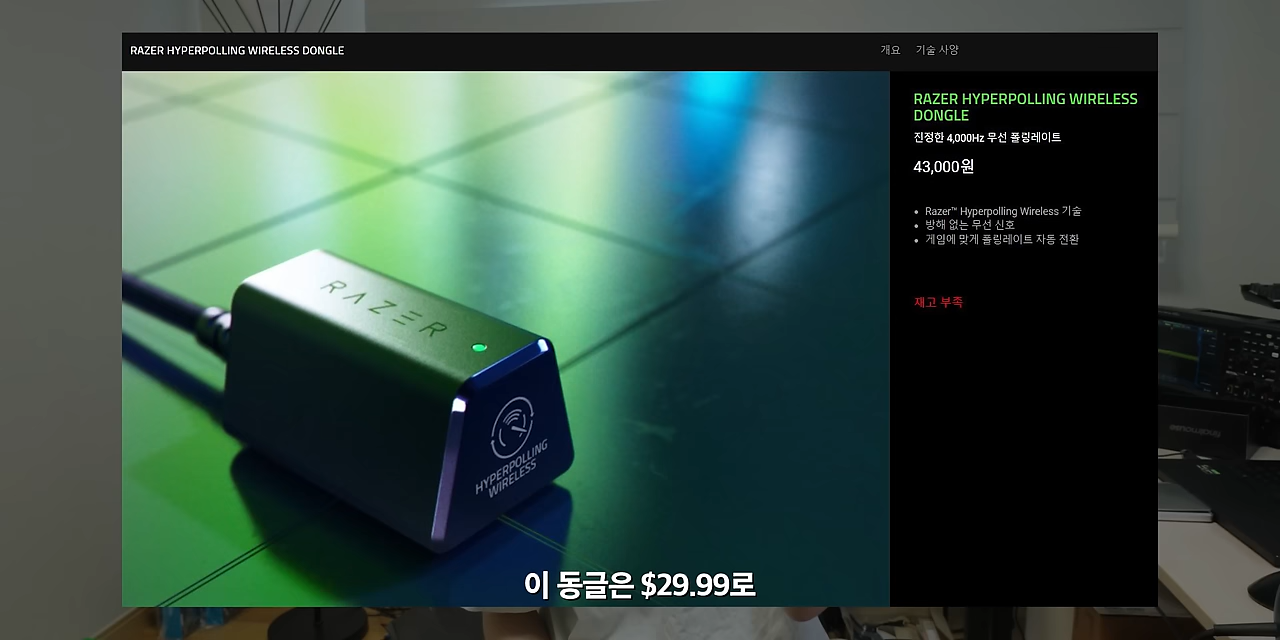 RAZER HYPERPOLLING WIRELESS DONGLE
개요 기술 사양
RAZER HYPERPOLLING WIRELESS
DONGLE
진정한 4,000Hz 무선 폴링레이트
43,000원
• Razer™ Hyperpolling Wireless 기술
• 방해 없는 무선 신호
• 게임에 맞게 폴링레이트 자동 전환
재고 부족
RAZER
HYPERPOLLING
WIRELESS
이 동글은 $29.99로